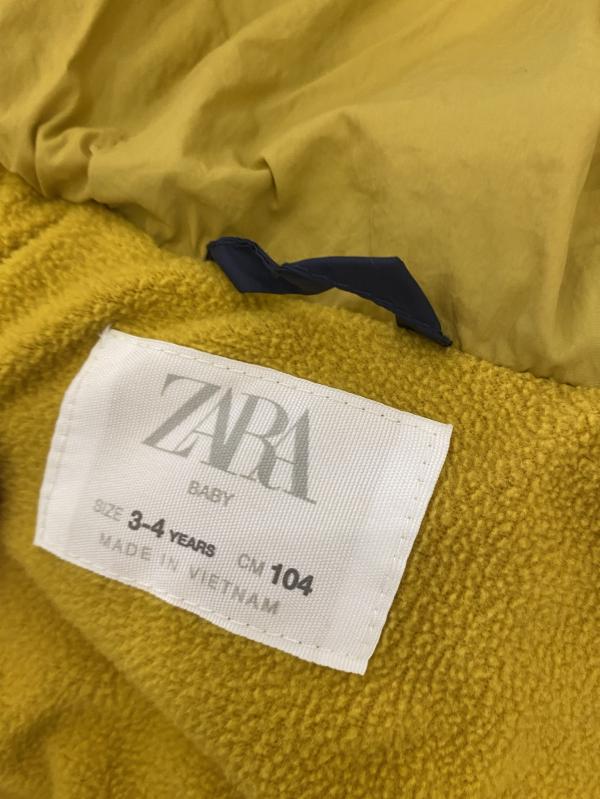 ZARA
BABY
SIZE 3-4 YEARS CM 104
MADE IN VIETNAM